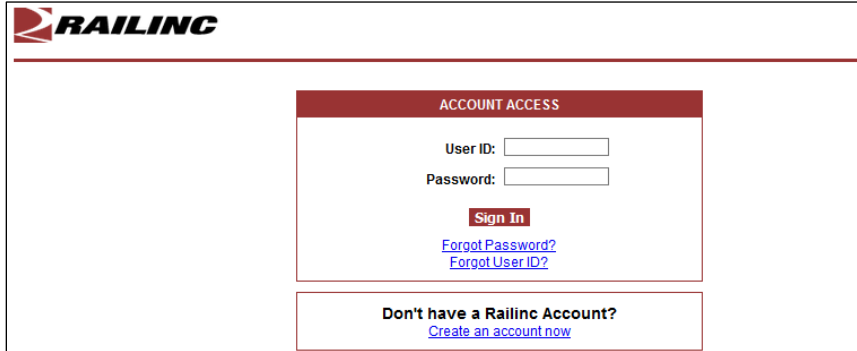 RAILINC
ACCOUNT ACCESS
User ID:
Password:
Sign In
Forgot Password?
Forgot User ID?
Don't have a Railinc Account?
Create an account now